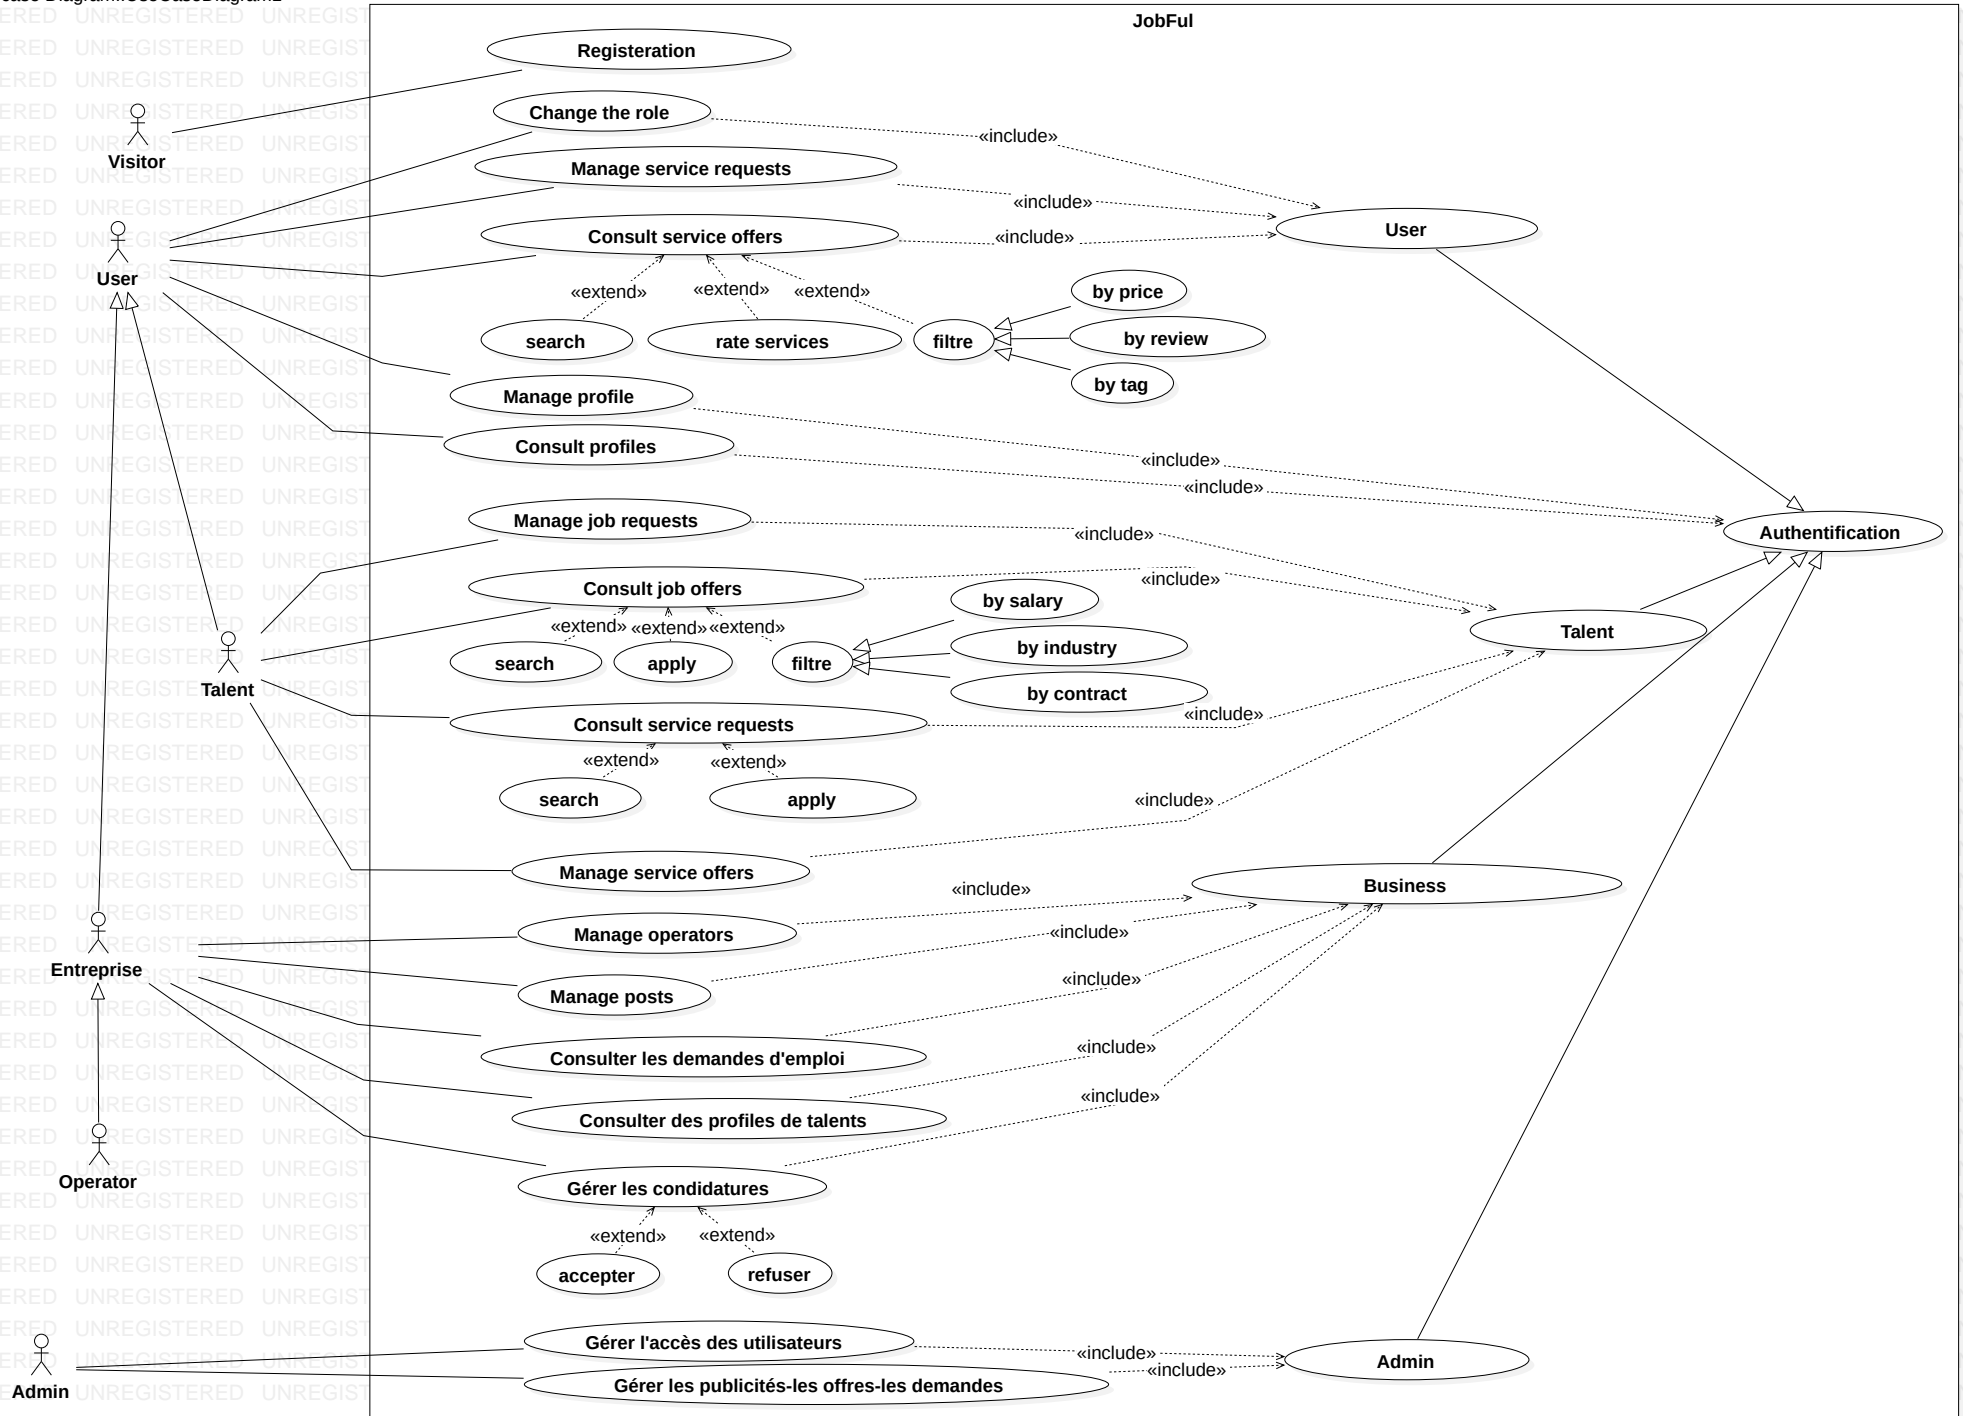 JobFul
Registeration
Change the role
«include»
Visitor
Manage service requests
«include»
User
Consult service offers
«include»
User
«extend»
«extend»
«extend»
by price
search
rate services
filtre
by review
by tag
Manage profile
Consult profiles
«include»
«include»
Manage job requests
«include»
Authentification
Consult job offers
«include»
by salary
«extend»
«extend»
«extend»
Talent
by industry
search
apply
filtre
Talent
by contract
Consult service requests
«include»
«extend»
«extend»
search
apply
«include»
Manage service offers
«include»
Business
Manage operators
«include»
Entreprise
«include»
Manage posts
Consulter les demandes d'emploi
«include»
«include»
Consulter des profiles de talents
Operator
Gérer les condidatures
«extend»
«extend»
accepter
refuser
Gérer l'accès des utilisateurs
«include»
Admin
«include»
Admin
Gérer les publicités-les offres-les demandes
UNREGISTERED